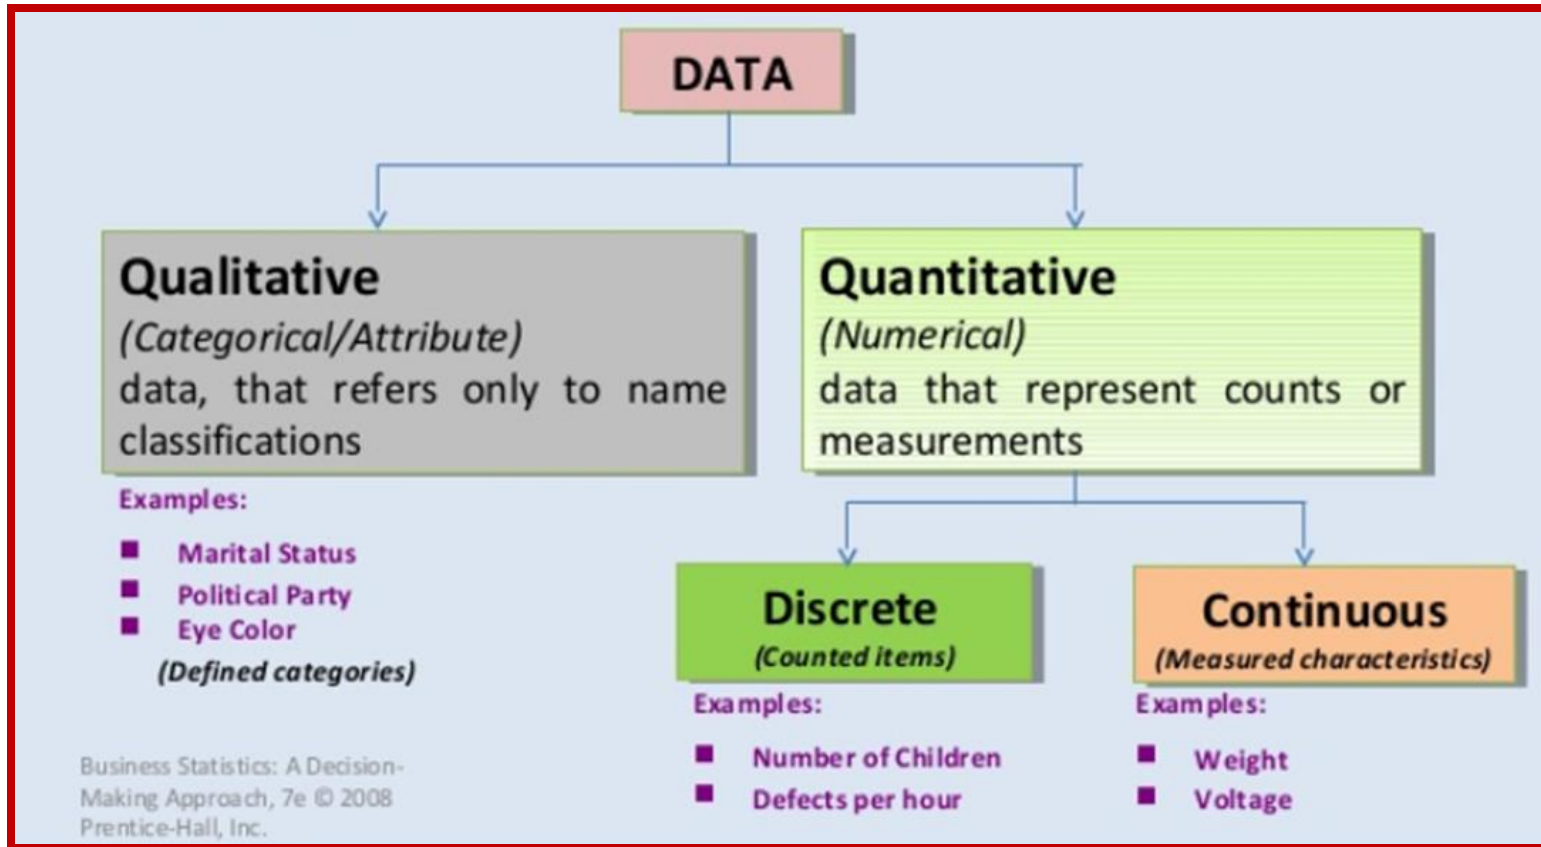 DATA
Qualitative
(Categorical/Attribute)
data, that refers only to name
classifications
Examples:
Marital Status
Political Party
Eye Color
(Defined categories)
Quantitative
(Numerical)
data that represent counts or
measurements
Discrete
(Counted items)
Examples:
Number of Children
Defects per hour
Continuous
(Measured characteristics)
Examples:
Weight
Voltage
Business Statistics: A Decision-
Making Approach, 7e © 2008
Prentice-Hall, Inc.